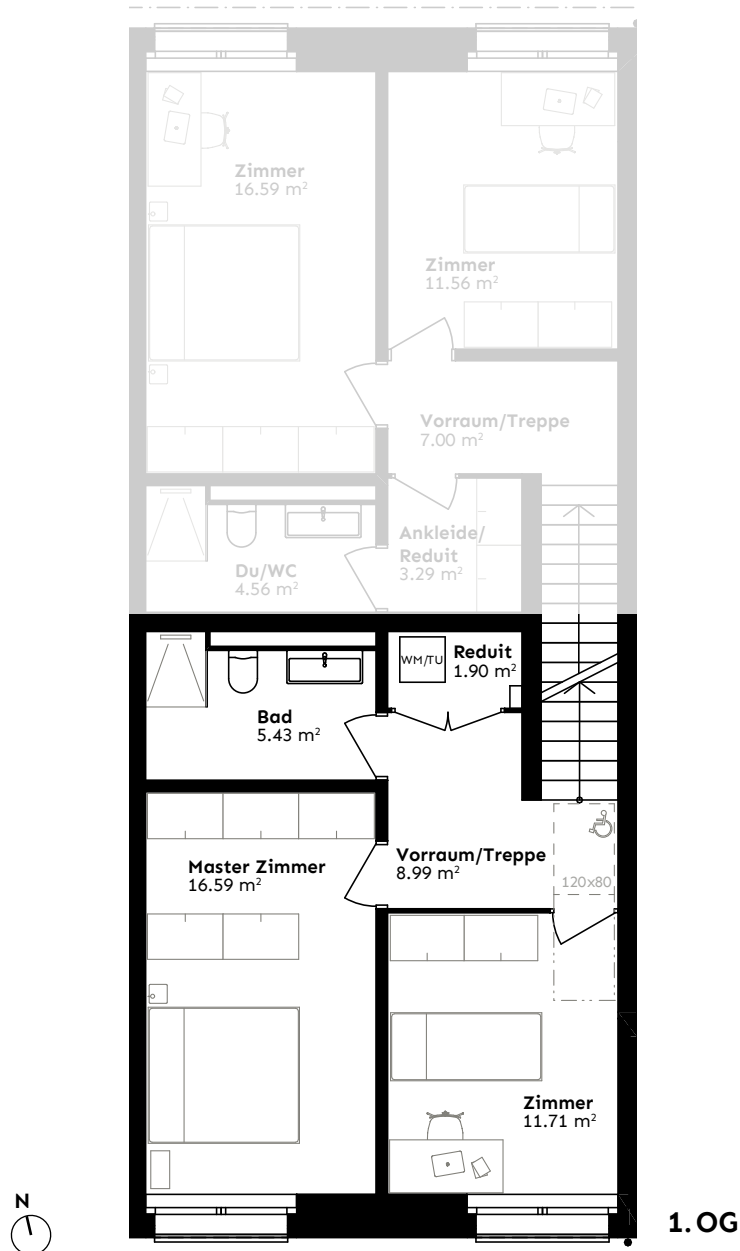 Zimmer
16.59 m²
Zimmer
11.56 m²
Vorraum/Treppe
7.00 m²
Ankleide/
Reduit
3.29 m²
Du/WC
4.56 m²
Reduit
1.90 m²
WM/TU
Bad
5.43 m²
Master Zimmer
16.59 m²
Vorraum/Treppe
8.99 m²
120x80
Zimmer
11.71 m²
N
1. OG